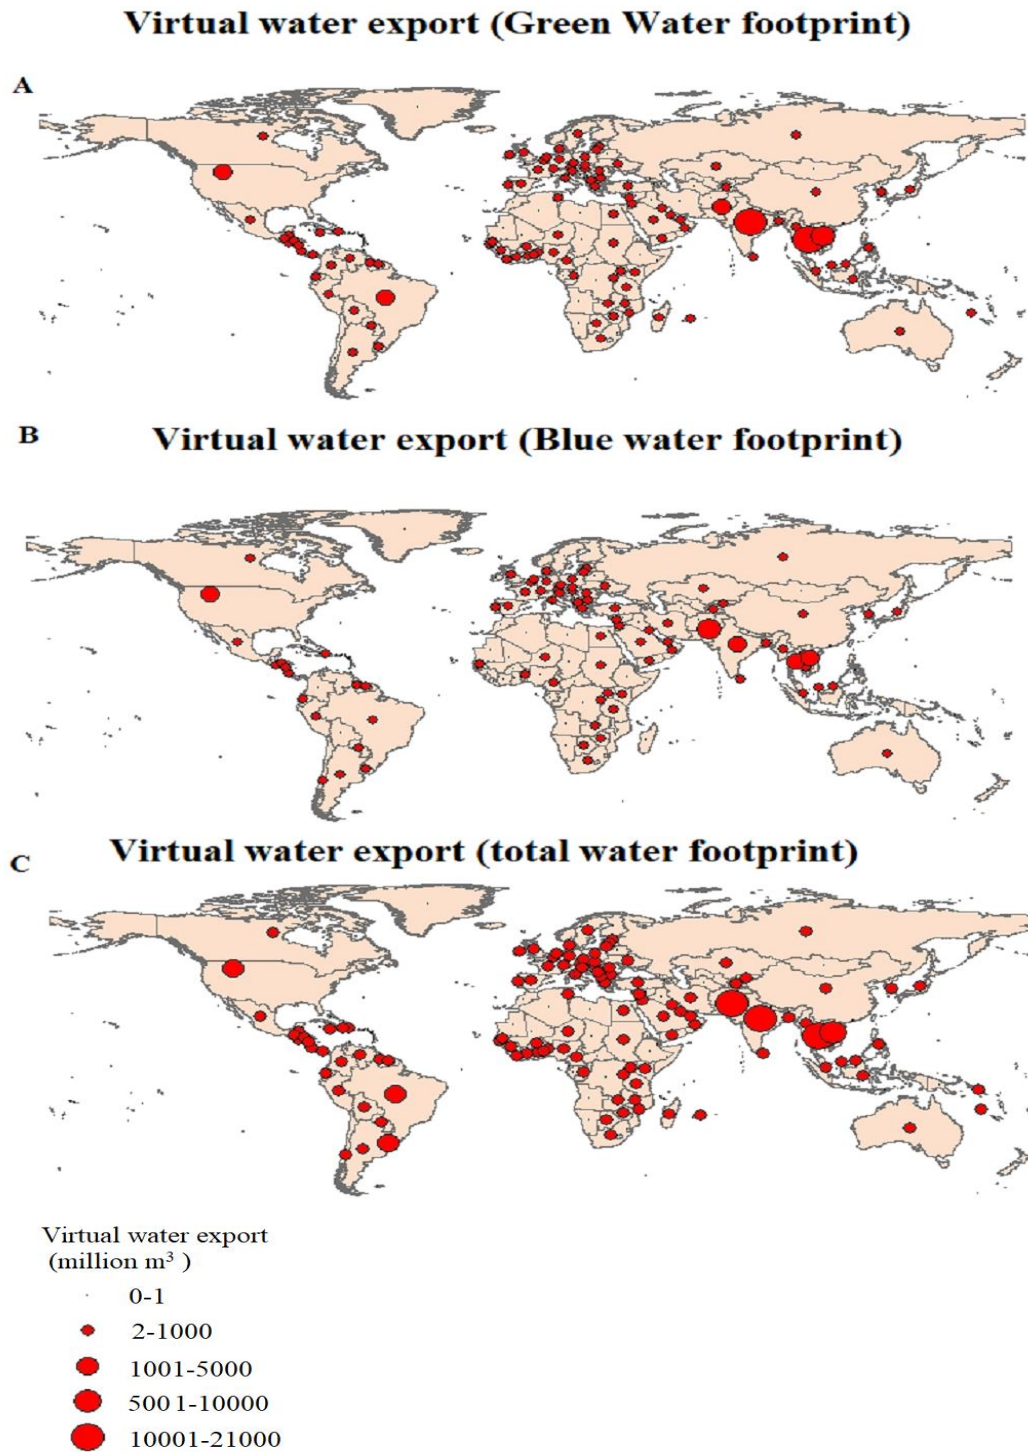 Virtual water export (Green Water footprint)
A
B
Virtual water export (Blue water footprint)
C
Virtual water export (total water footprint)
Virtual water export
(million m³ )
0-1
2-1000
1001-5000
5001-10000
10001-21000